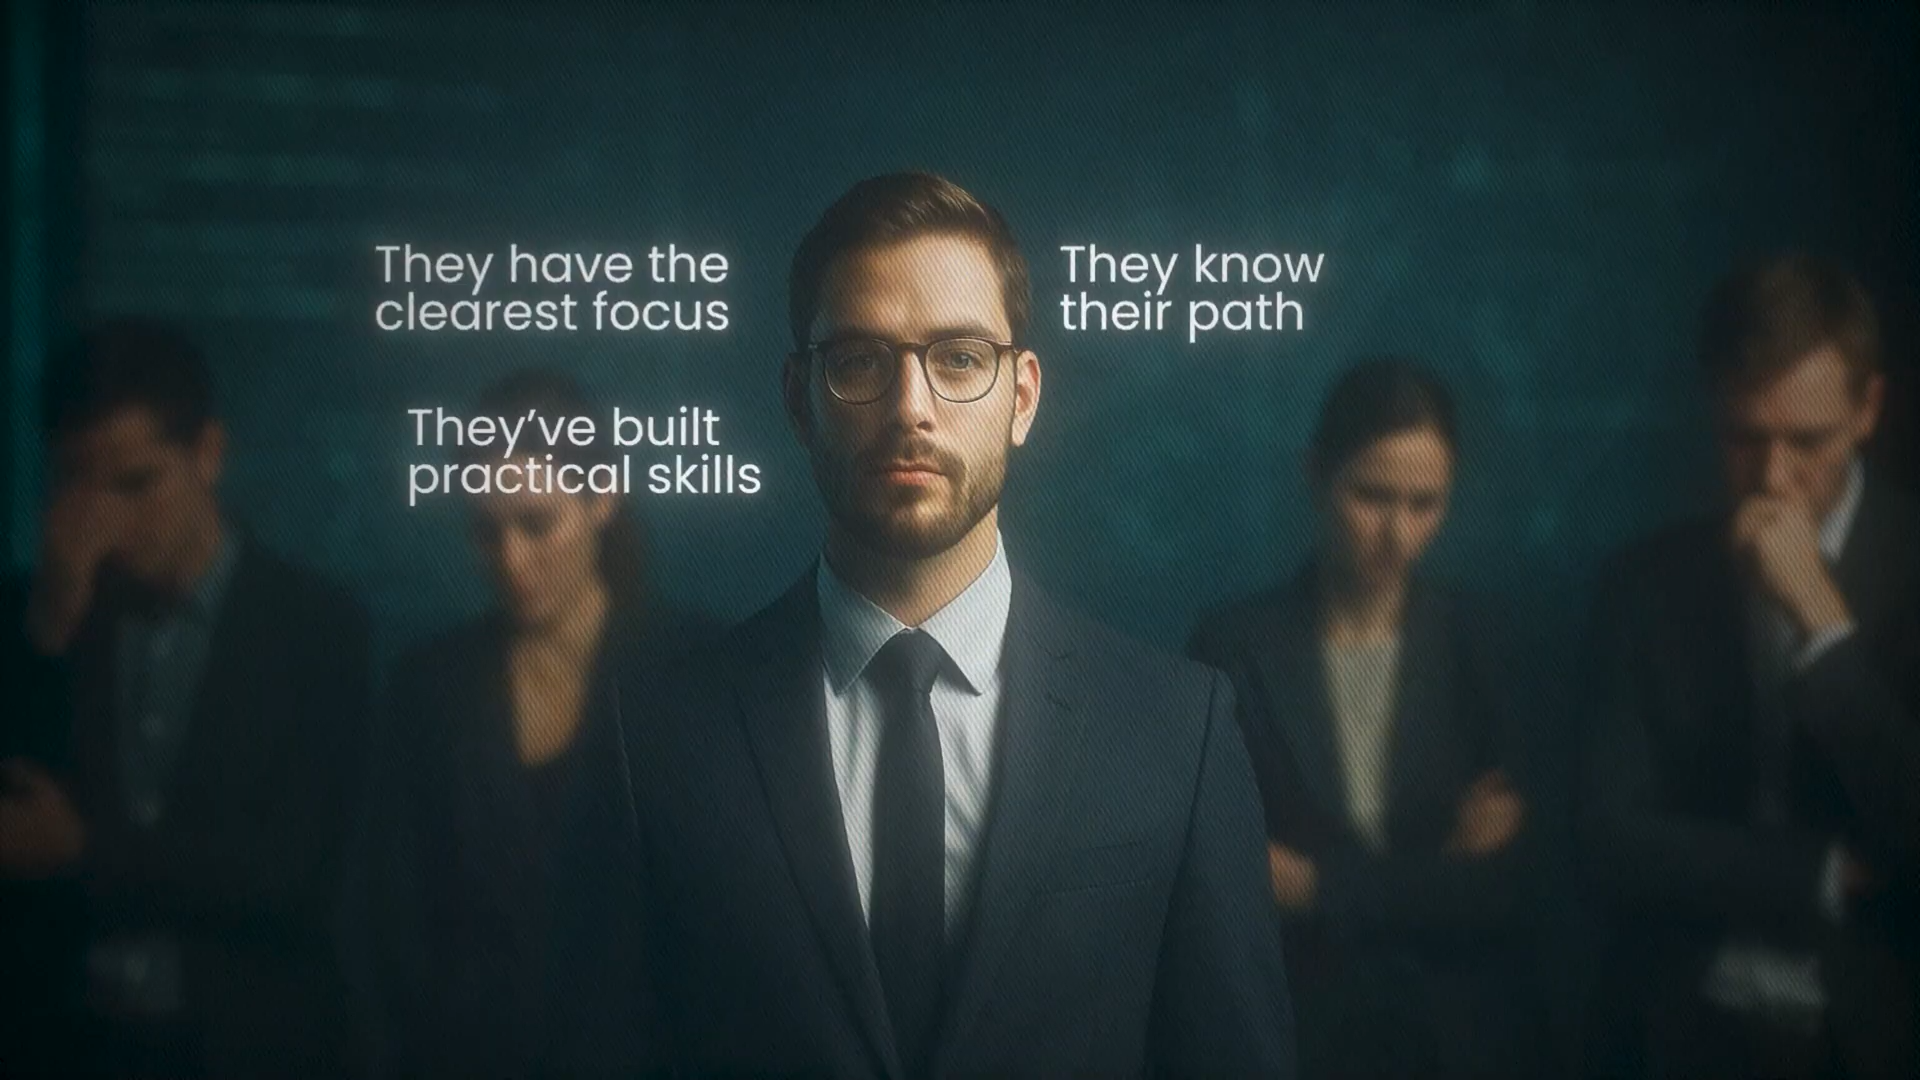 They have the
clearest focus
They know
their path
They’ve built
practical skills